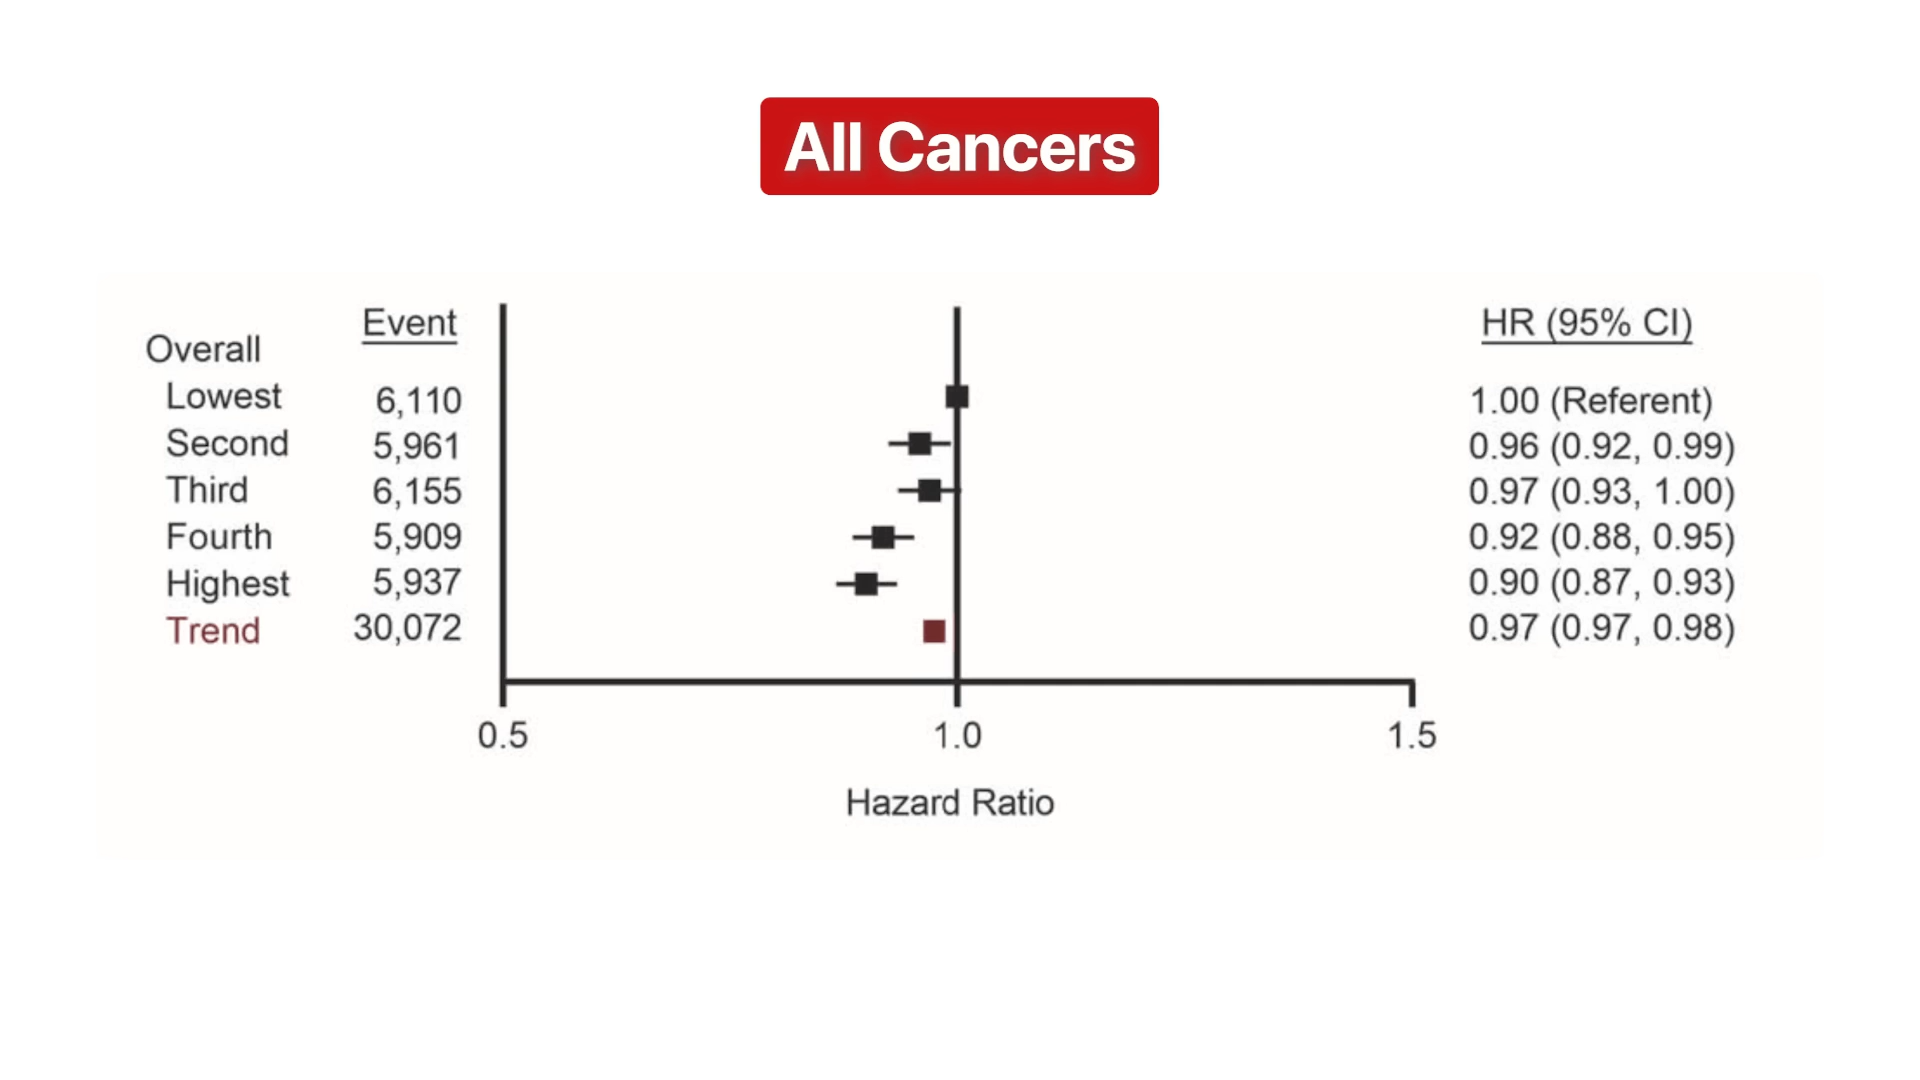 All Cancers
Event HR (95% CI)
Overall
Lowest 6,110 1.00 (Referent)
Second 5,961 0.96 (0.92, 0.99)
Third 6,155 0.97 (0.93, 1.00)
Fourth 5,909 0.92 (0.88, 0.95)
Highest 5,937 0.90 (0.87, 0.93)
Trend 30,072 0.97 (0.97, 0.98)
0.5 1.0 1.5
Hazard Ratio